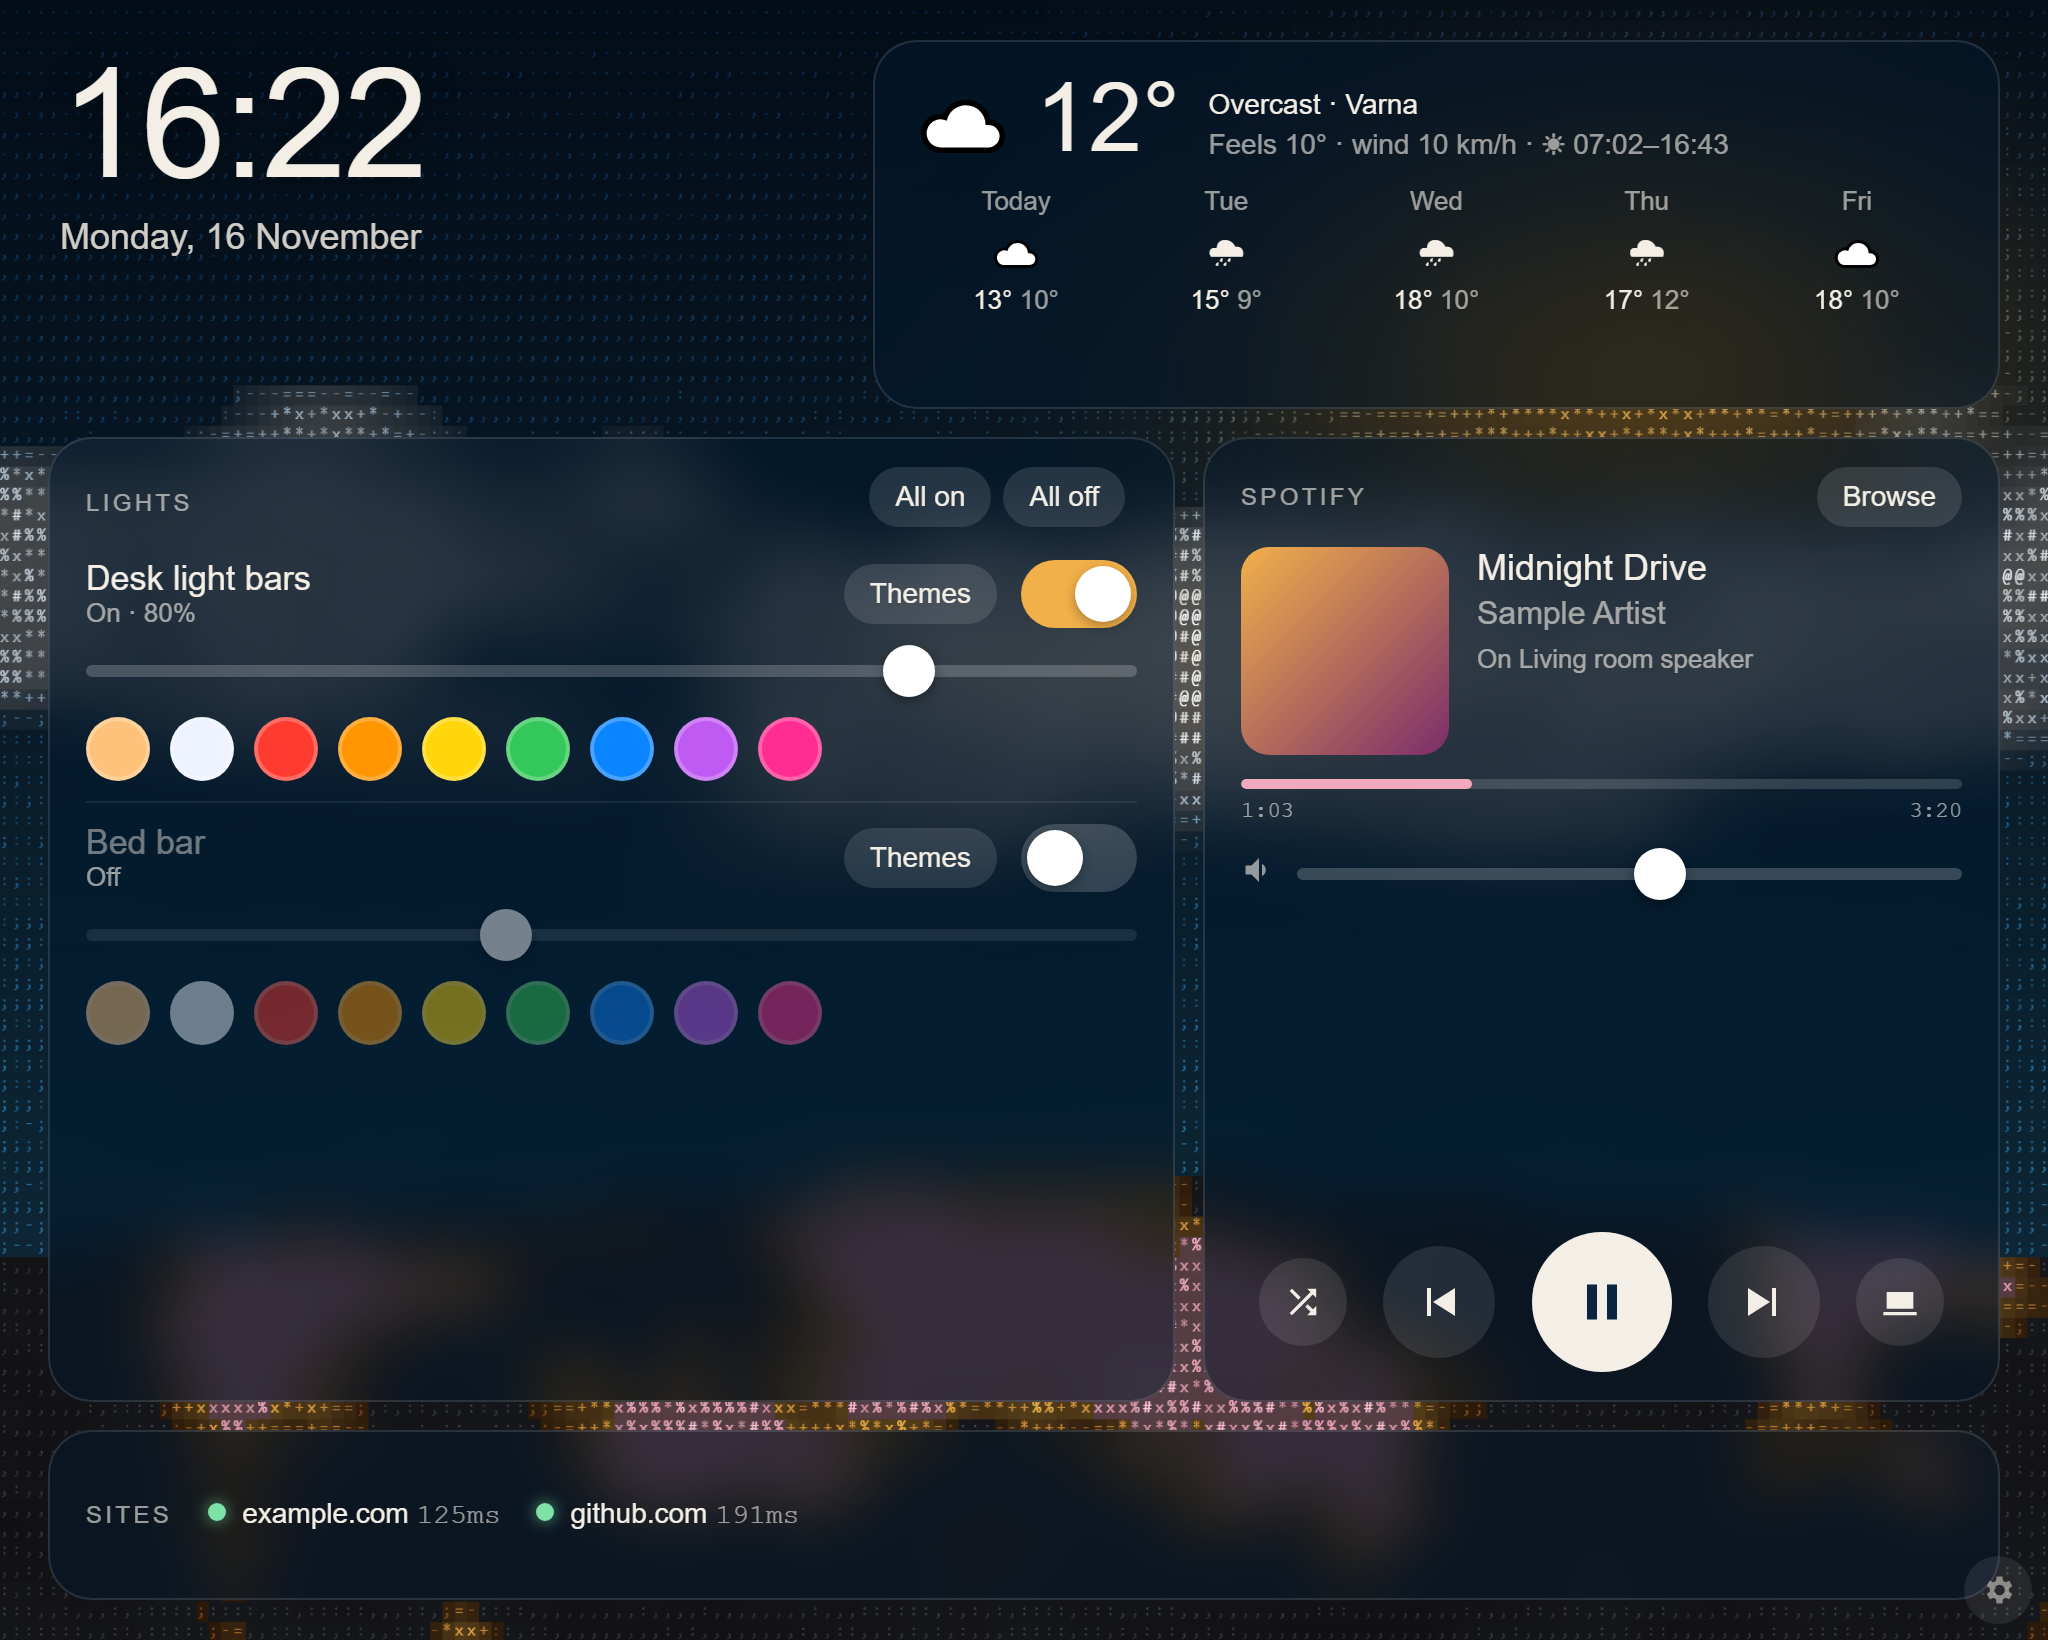 16:22
Monday, 16 November
12° Overcast · Varna
Feels 10° · wind 10 km/h · ☀ 07:02–16:43
Today Tue Wed Thu Fri
13° 10° 15° 9° 18° 10° 17° 12° 18° 10°
LIGHTS All on All off
Desk light bars
On · 80%
Themes
Bed bar
Off
Themes
SPOTIFY Browse
Midnight Drive
Sample Artist
On Living room speaker
1:03 3:20
SITES example.com 125ms github.com 191ms